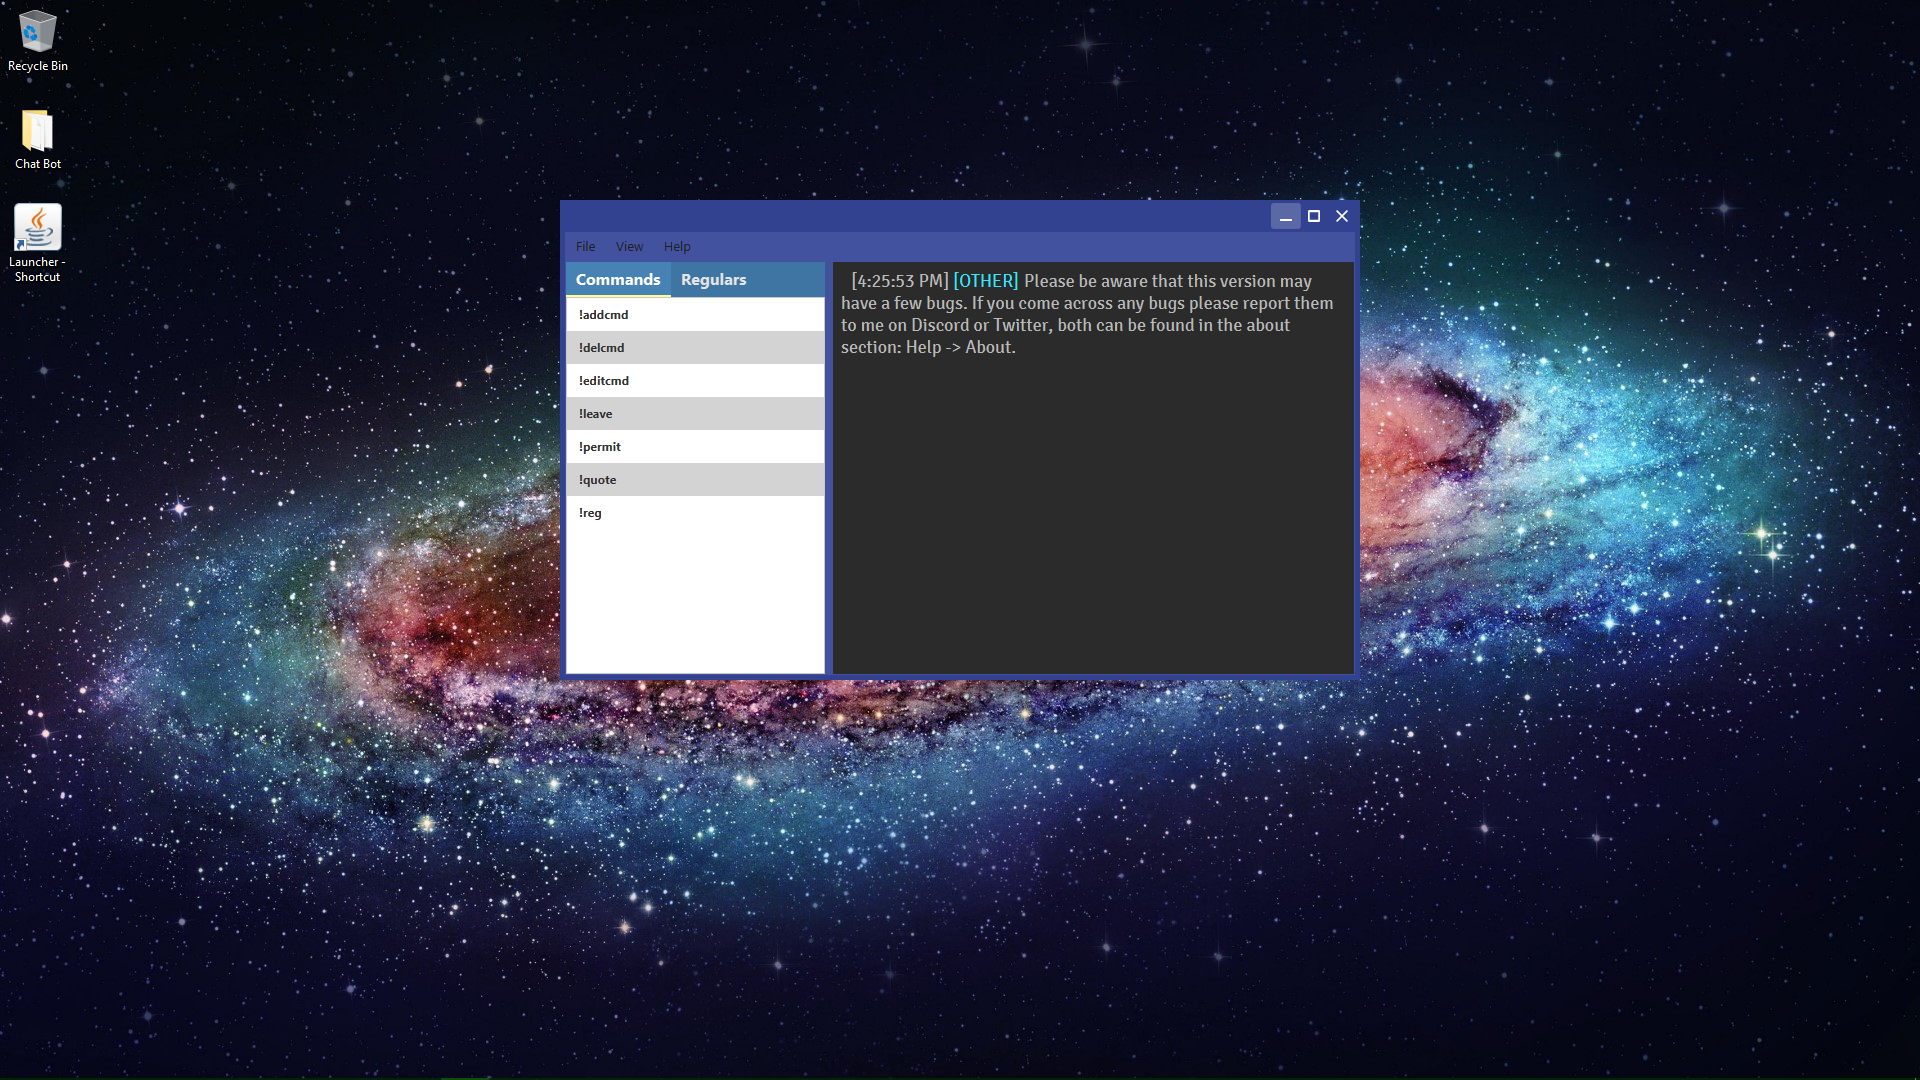 Recycle Bin
Chat Bot
Launcher -
Shortcut
File View Help
Commands Regulars
!addcmd
!delcmd
!editcmd
!leave
!permit
!quote
!reg
[4:25:53 PM] [OTHER] Please be aware that this version may
have a few bugs. If you come across any bugs please report them
to me on Discord or Twitter, both can be found in the about
section: Help -> About.